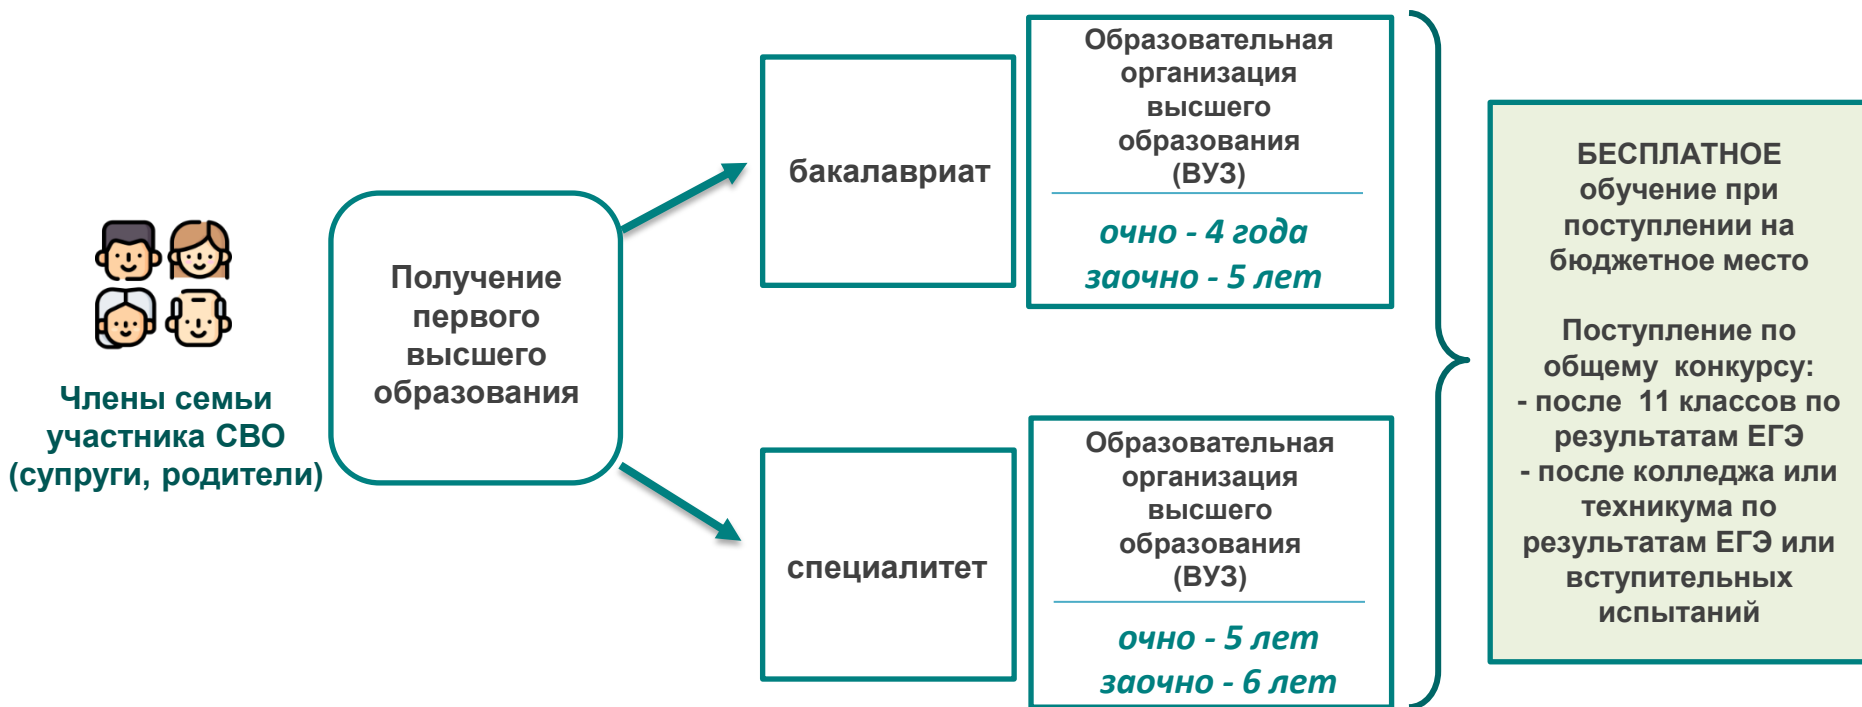 Члены семьи
участника СВО
(супруги, родители)
Получение
первого
высшего
образования
бакалавриат
Образовательная
организация
высшего
образования
(ВУЗ)
очно - 4 года
заочно - 5 лет
специалитет
Образовательная
организация
высшего
образования
(ВУЗ)
очно - 5 лет
заочно - 6 лет
БЕСПЛАТНОЕ
обучение при
поступлении на
бюджетное место
Поступление по
общему конкурсу:
- после 11 классов по
результатам ЕГЭ
- после колледжа или
техникума по
результатам ЕГЭ или
вступительных
испытаний